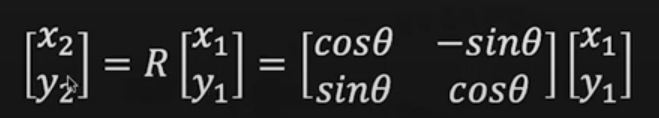 [x₂ y₂] = R [x₁ y₁] = [cosθ −sinθ sinθ cosθ] [x₁ y₁]